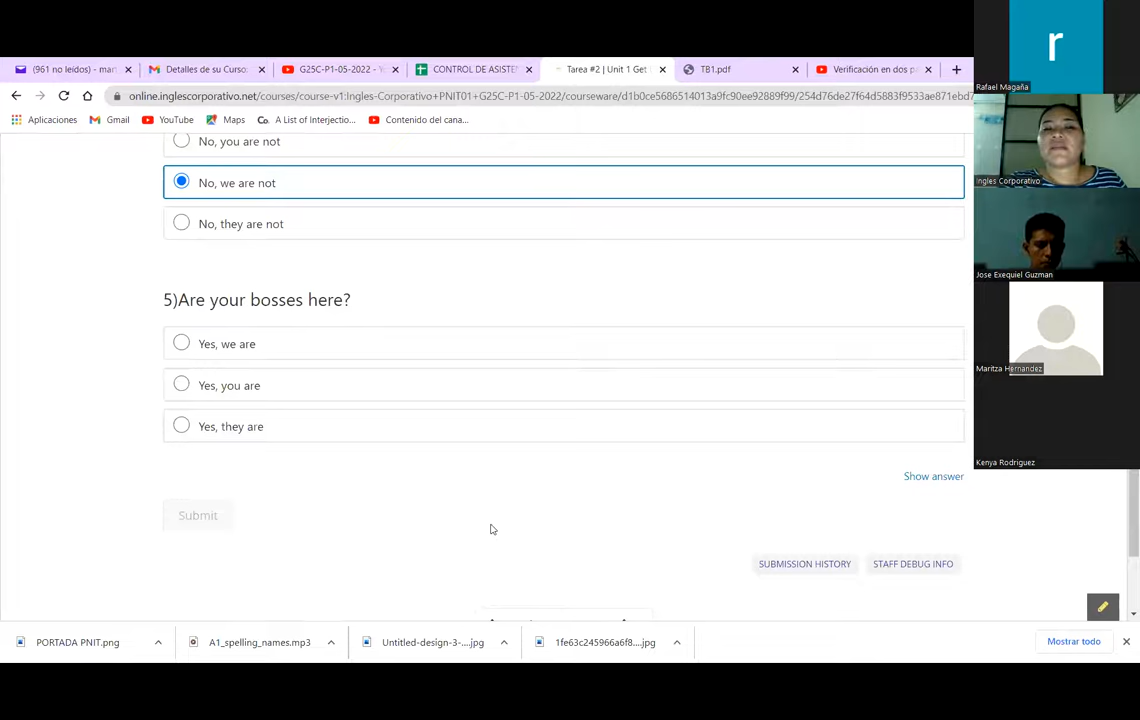 r
Rafael Magaña
(961 no leídos) - mar
Detalles de su Curso
G25C-P1-05-2022 - Yo
CONTROL DE ASISTE
Tarea #2 | Unit 1 Get
TB1.pdf
Verificación en dos p
online.inglescorporativo.net/courses/course-v1:Ingles-Corporativo+PNIT01+G25C-P1-05-2022/courseware/d1b0ce5686514013a9fc90ee92889f99/254d76de27f64d5883f9533ae871ebd7
Aplicaciones
Gmail
YouTube
Maps
Co.
A List of Interjectio...
Contenido del cana...
No, you are not
No, we are not
Ingles Corporativo
No, they are not
Jose Exequiel Guzman
5)Are your bosses here?
Yes, we are
Maritza Hernandez
Yes, you are
Yes, they are
Kenya Rodriguez
Show answer
Submit
SUBMISSION HISTORY
STAFF DEBUG INFO
PORTADA PNIT.png
A1_spelling_names.mp3
Untitled-design-3-....jpg
1fe63c245966a6f8....jpg
Mostrar todo